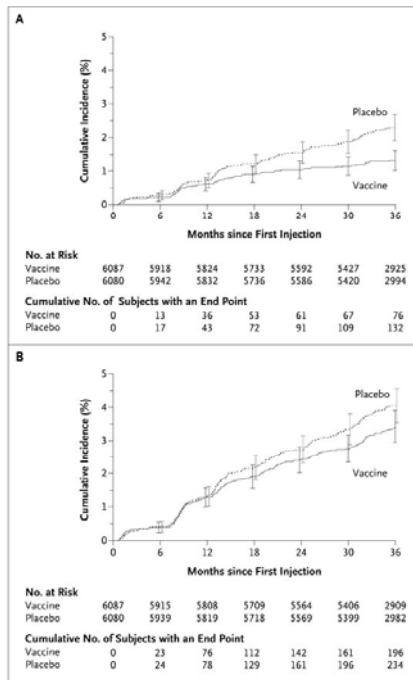 A
5
4
3
2
1
0
Cumulative Incidence (%)
Placebo
Vaccine
0 6 12 18 24 30 36
Months since First Injection
No. at Risk
Vaccine 6087 5918 5824 5733 5592 5427 2925
Placebo 6080 5942 5832 5736 5586 5420 2994
Cumulative No. of Subjects with an End Point
Vaccine 0 13 36 53 61 67 76
Placebo 0 17 43 72 91 109 132
B
5
4
3
2
1
0
Cumulative Incidence (%)
Placebo
Vaccine
0 6 12 18 24 30 36
Months since First Injection
No. at Risk
Vaccine 6087 5915 5808 5709 5564 5406 2909
Placebo 6080 5939 5819 5718 5569 5399 2982
Cumulative No. of Subjects with an End Point
Vaccine 0 23 76 112 142 161 196
Placebo 0 24 78 129 161 196 234